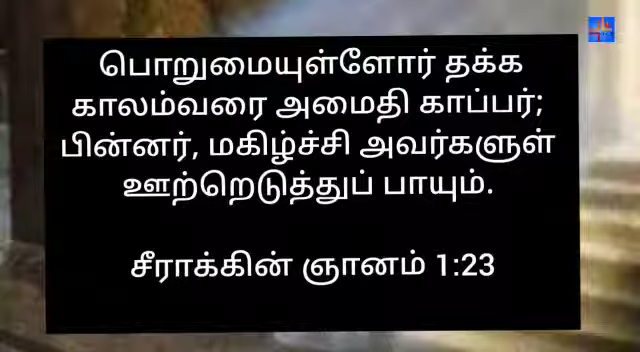 பொறுமையுள்ளோர் தக்க
காலம்வரை அமைதி காப்பர்;
பின்னர், மகிழ்ச்சி அவர்களுள்
ஊற்றெடுத்துப் பாயும்.
சீராக்கின் ஞானம் 1:23